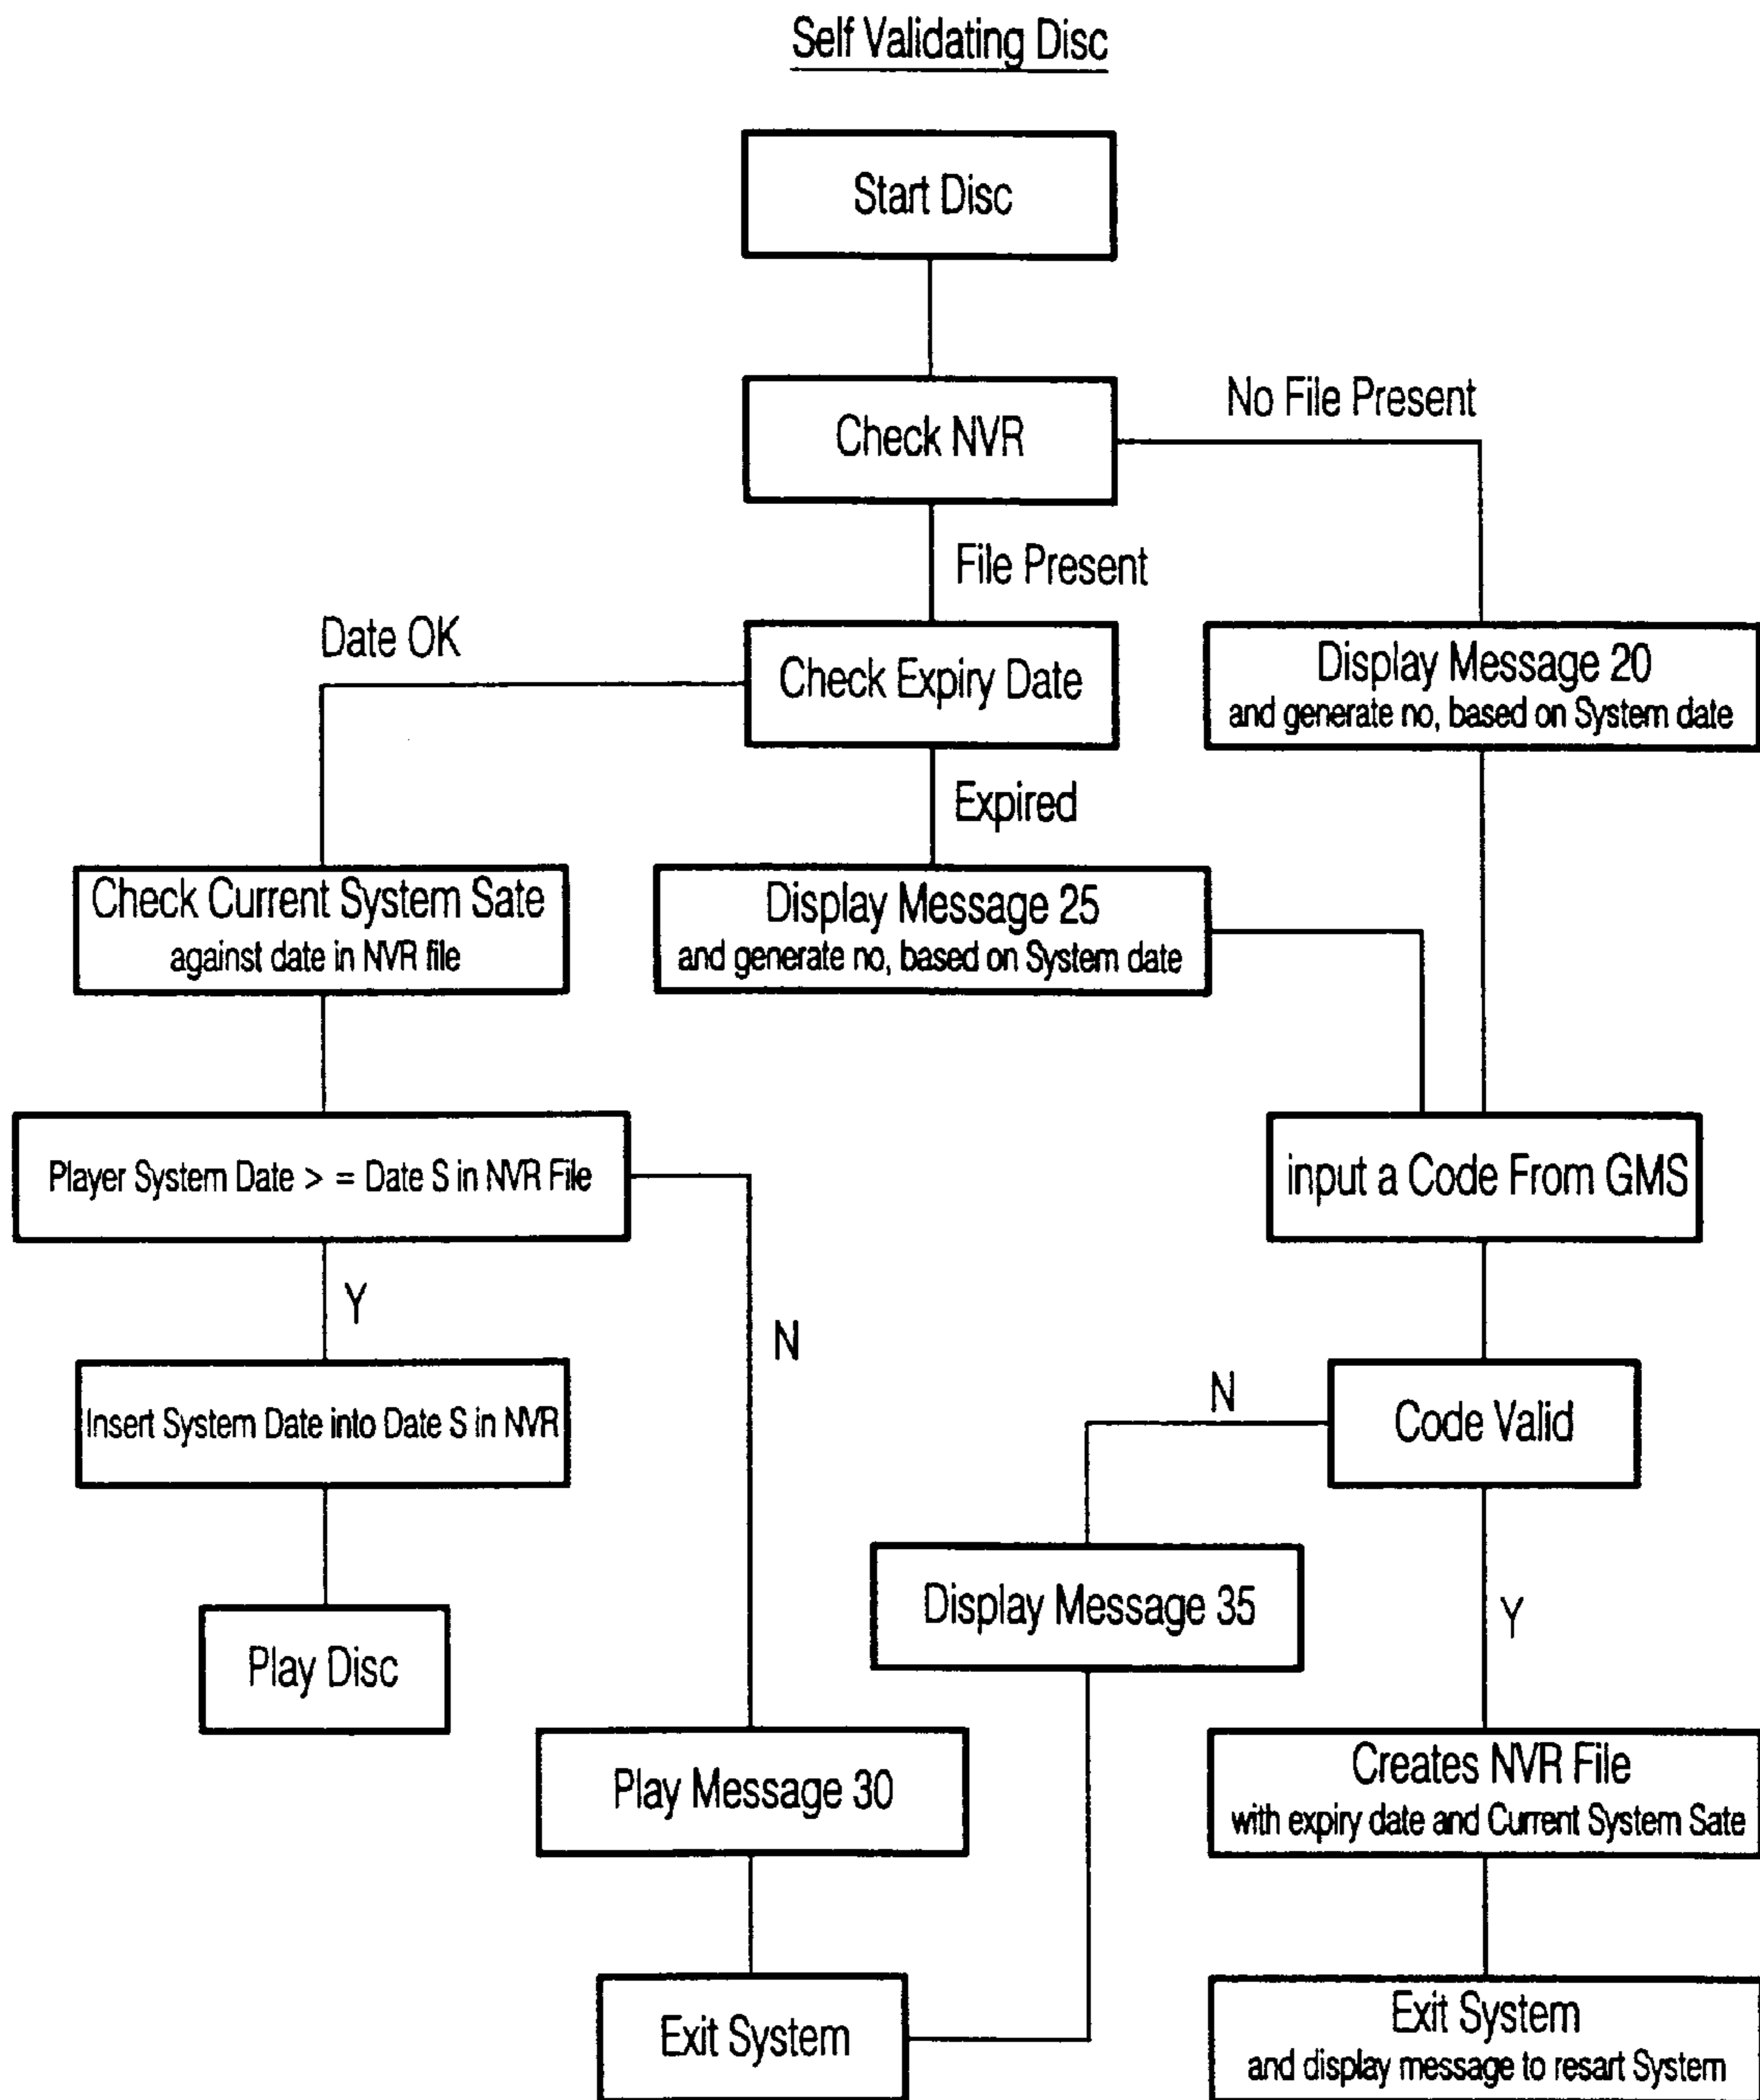 Self Validating Disc
Start Disc
Check NVR
No File Present
File Present
Date OK
Check Expiry Date
Display Message 20
and generate no, based on System date
Expired
Check Current System Sate
against date in NVR file
Display Message 25
and generate no, based on System date
Player System Date > = Date S in NVR File
input a Code From GMS
Y
N
Insert System Date into Date S in NVR
N
Code Valid
Display Message 35
Y
Play Disc
Play Message 30
Creates NVR File
with expiry date and Current System Sate
Exit System
Exit System
and display message to resart System